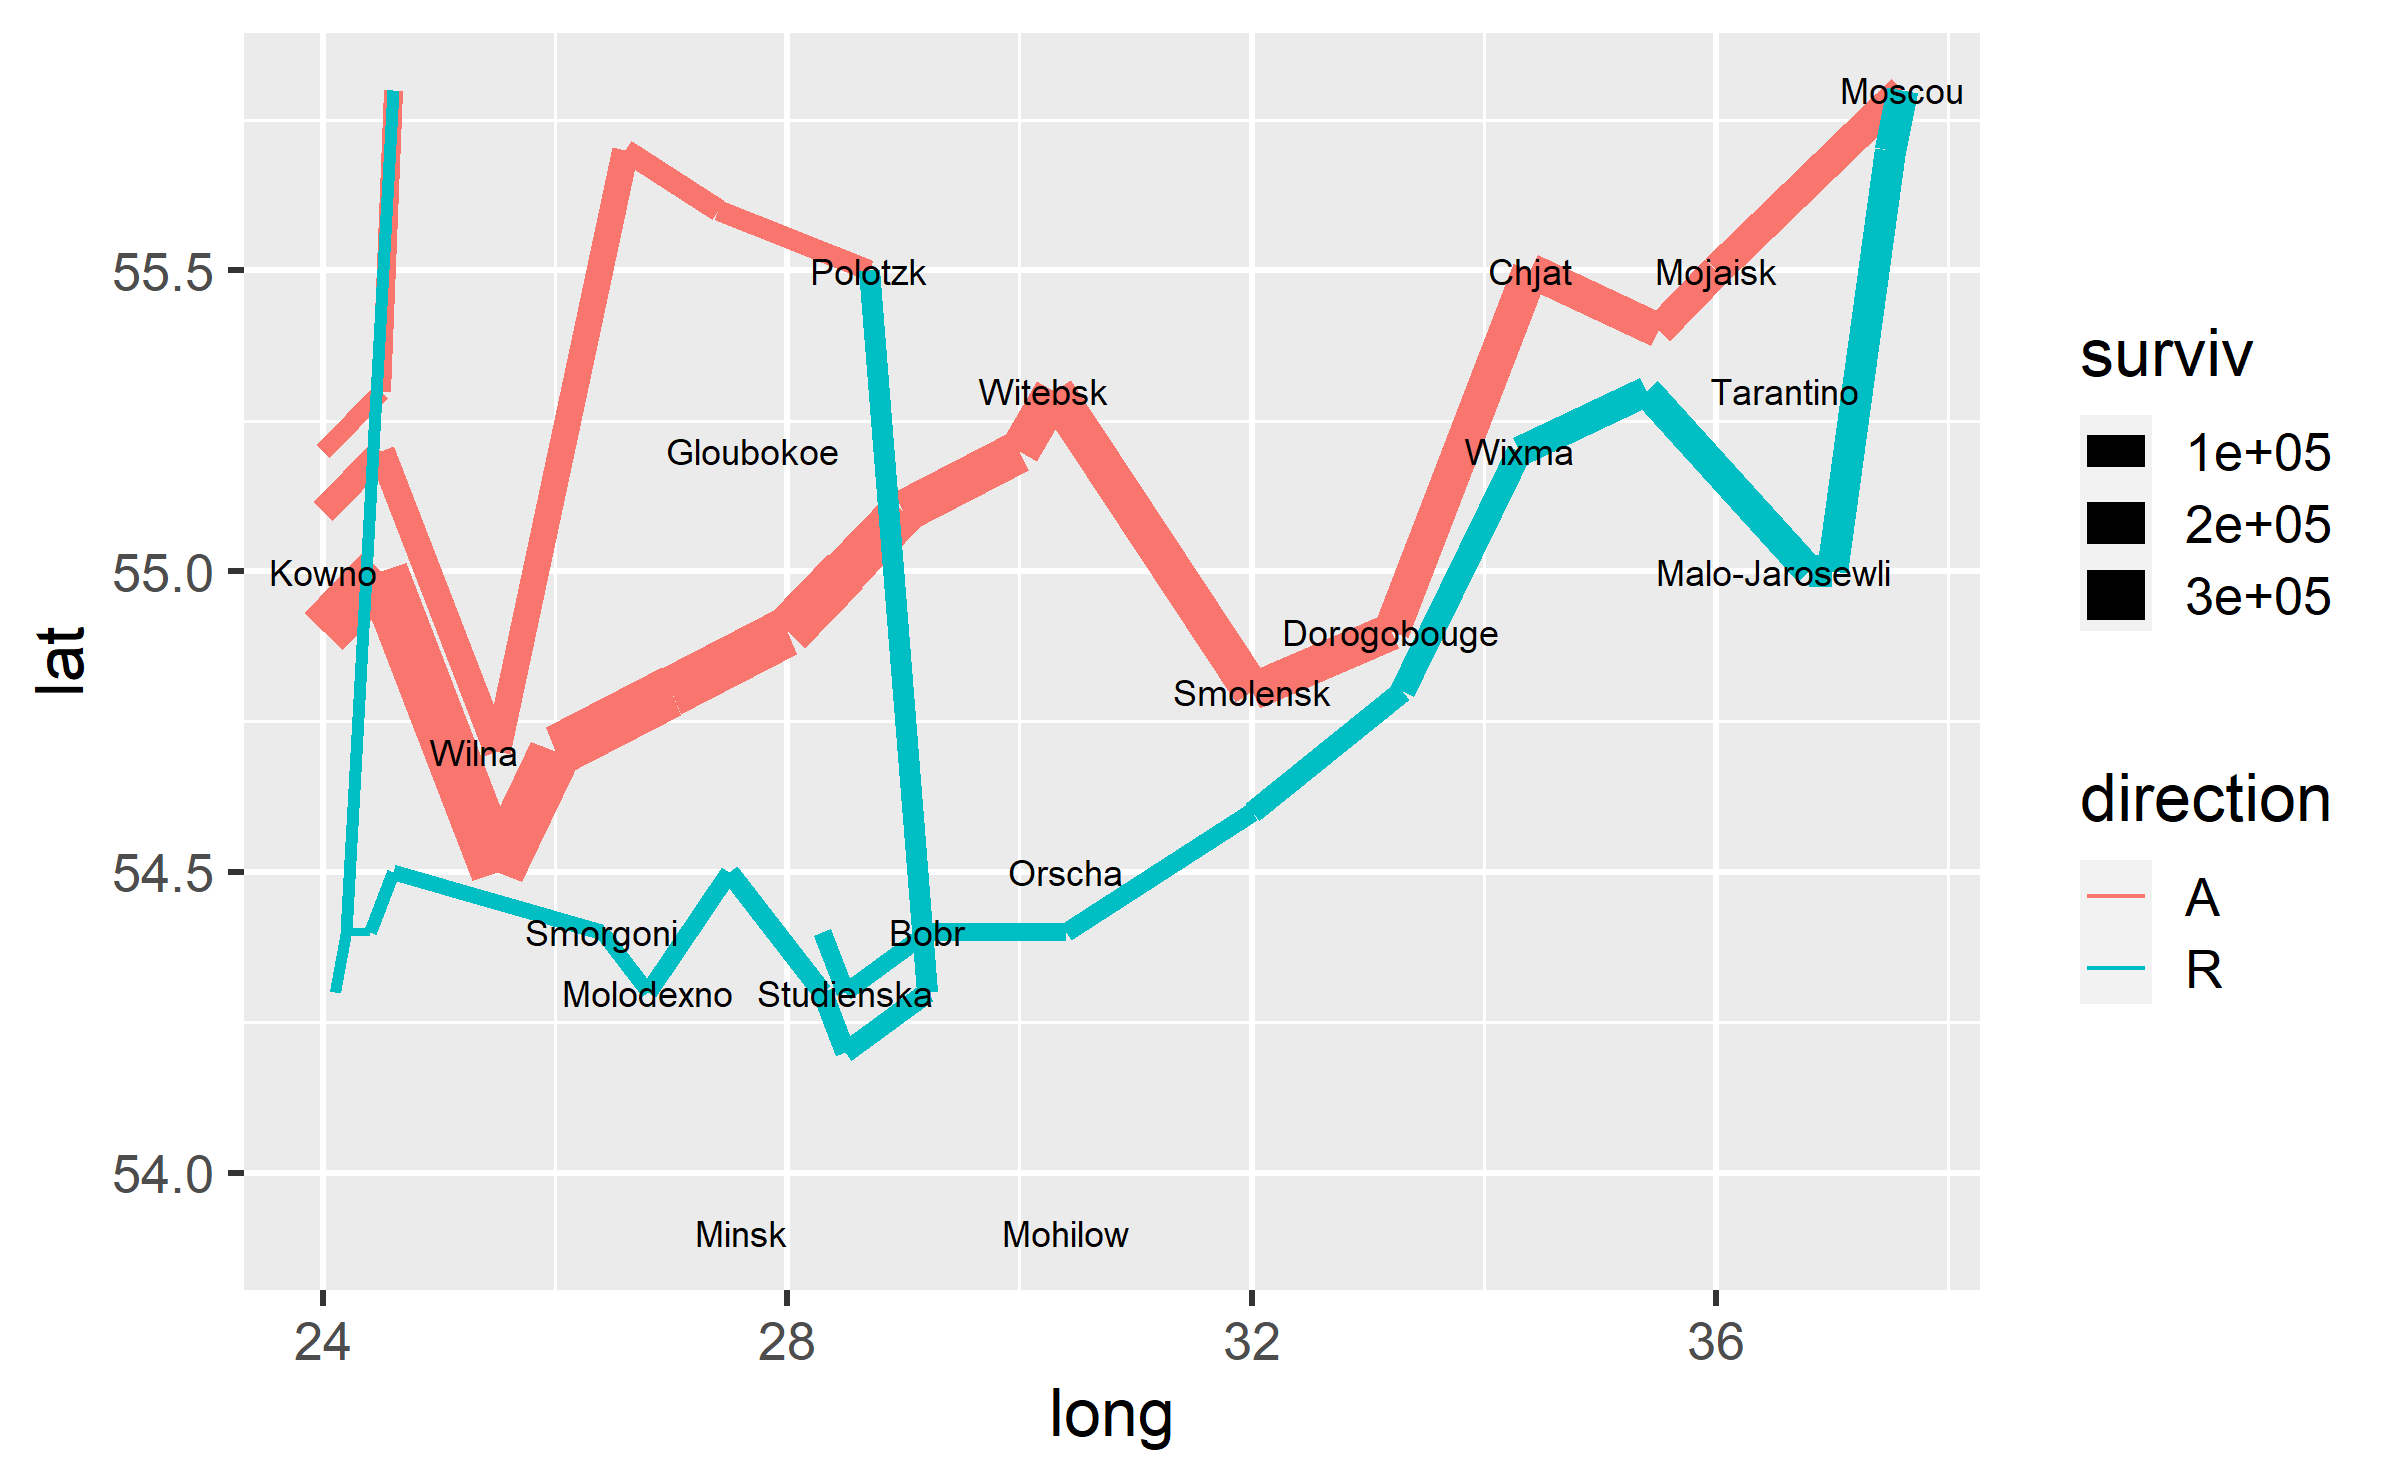 Moscou
55.5
Polotzk
Chjat
Mojaisk
surviv
Witebsk
Tarantino
Gloubokoe
Wixma
1e+05
2e+05
55.0
Kowno
Malo-Jarosewli
3e+05
lat
Dorogobouge
Smolensk
Wilna
direction
54.5
Orscha
A
Smorgoni
Bobr
R
Molodexno
Studienska
54.0
Minsk
Mohilow
24
28
32
36
long